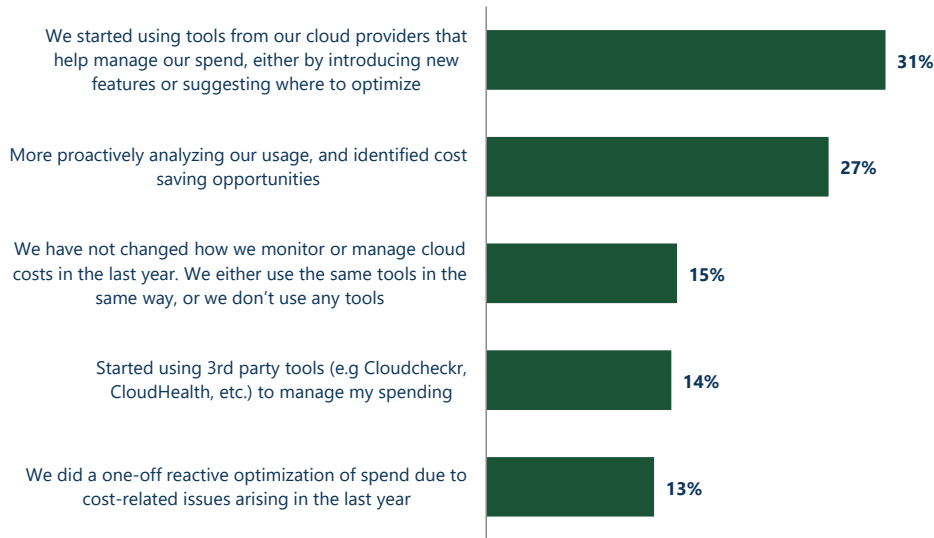 We started using tools from our cloud providers that
help manage our spend, either by introducing new
features or suggesting where to optimize
31%
More proactively analyzing our usage, and identified cost
saving opportunities
27%
We have not changed how we monitor or manage cloud
costs in the last year. We either use the same tools in the
same way, or we don’t use any tools
15%
Started using 3rd party tools (e.g Cloudcheckr,
CloudHealth, etc.) to manage my spending
14%
We did a one-off reactive optimization of spend due to
cost-related issues arising in the last year
13%